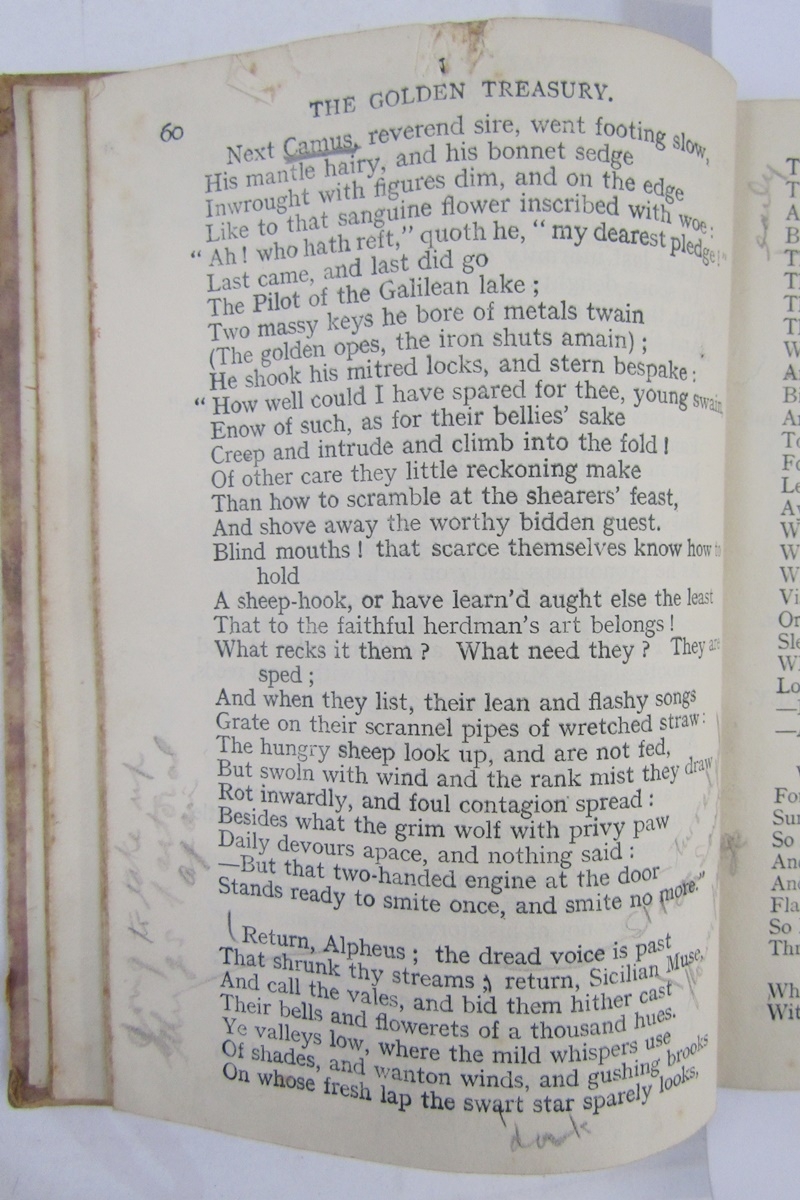 60
THE GOLDEN TREASURY.
Next Camus, reverend sire, went footing slow,
His mantle hairy, and his bonnet sedge
Inwrought with figures dim, and on the edge
Like to that sanguine flower inscribed with woe:
“ Ah! who hath reft,” quoth he, “ my dearest pledge!”
Last came, and last did go
The Pilot of the Galilean lake ;
Two massy keys he bore of metals twain
(The golden opes, the iron shuts amain) ;
He shook his mitred locks, and stern bespake:
“ How well could I have spared for thee, young swain,
Enow of such, as for their bellies’ sake
Creep and intrude and climb into the fold !
Of other care they little reckoning make
Than how to scramble at the shearers’ feast,
And shove away the worthy bidden guest.
Blind mouths ! that scarce themselves know how to
hold
A sheep-hook, or have learn’d aught else the least
That to the faithful herdman’s art belongs !
What recks it them ? What need they ? They are
sped ;
And when they list, their lean and flashy songs
Grate on their scrannel pipes of wretched straw:
The hungry sheep look up, and are not fed,
But swoln with wind and the rank mist they draw
Rot inwardly, and foul contagion spread :
Besides what the grim wolf with privy paw
Daily devours apace, and nothing said :
—But that two-handed engine at the door
Stands ready to smite once, and smite no more.”
Return, Alpheus ; the dread voice is past
That shrunk thy streams ; return, Sicilian Muse,
And call the vales, and bid them hither cast
Their bells and flowerets of a thousand hues.
Ye valleys low, where the mild whispers use
Of shades, and wanton winds, and gushing brooks
On whose fresh lap the swart star sparely looks,
dark